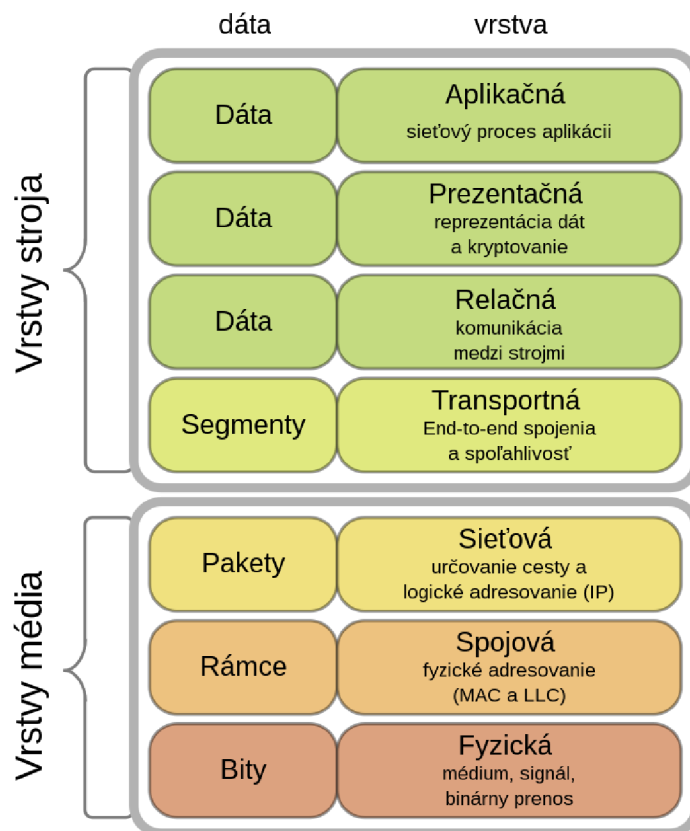 dáta vrstva
Vrstvy stroja
Dáta
Aplikačná
sieťový proces aplikácii
Dáta
Prezentačná
reprezentácia dát
a kryptovanie
Dáta
Relačná
komunikácia
medzi strojmi
Segmenty
Transportná
End-to-end spojenia
a spoľahlivosť
Vrstvy média
Pakety
Sieťová
určovanie cesty a
logické adresovanie (IP)
Rámce
Spojová
fyzické adresovanie
(MAC a LLC)
Bity
Fyzická
médium, signál,
binárny prenos